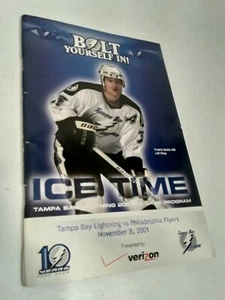 BOLT
YOURSELF IN!
ICE TIME
TAMPA BAY LIGHTNING PROGRAM
Tampa Bay Lightning vs Philadelphia Flyers
November 8, 2001
10
YEARS
Presented by
verizon